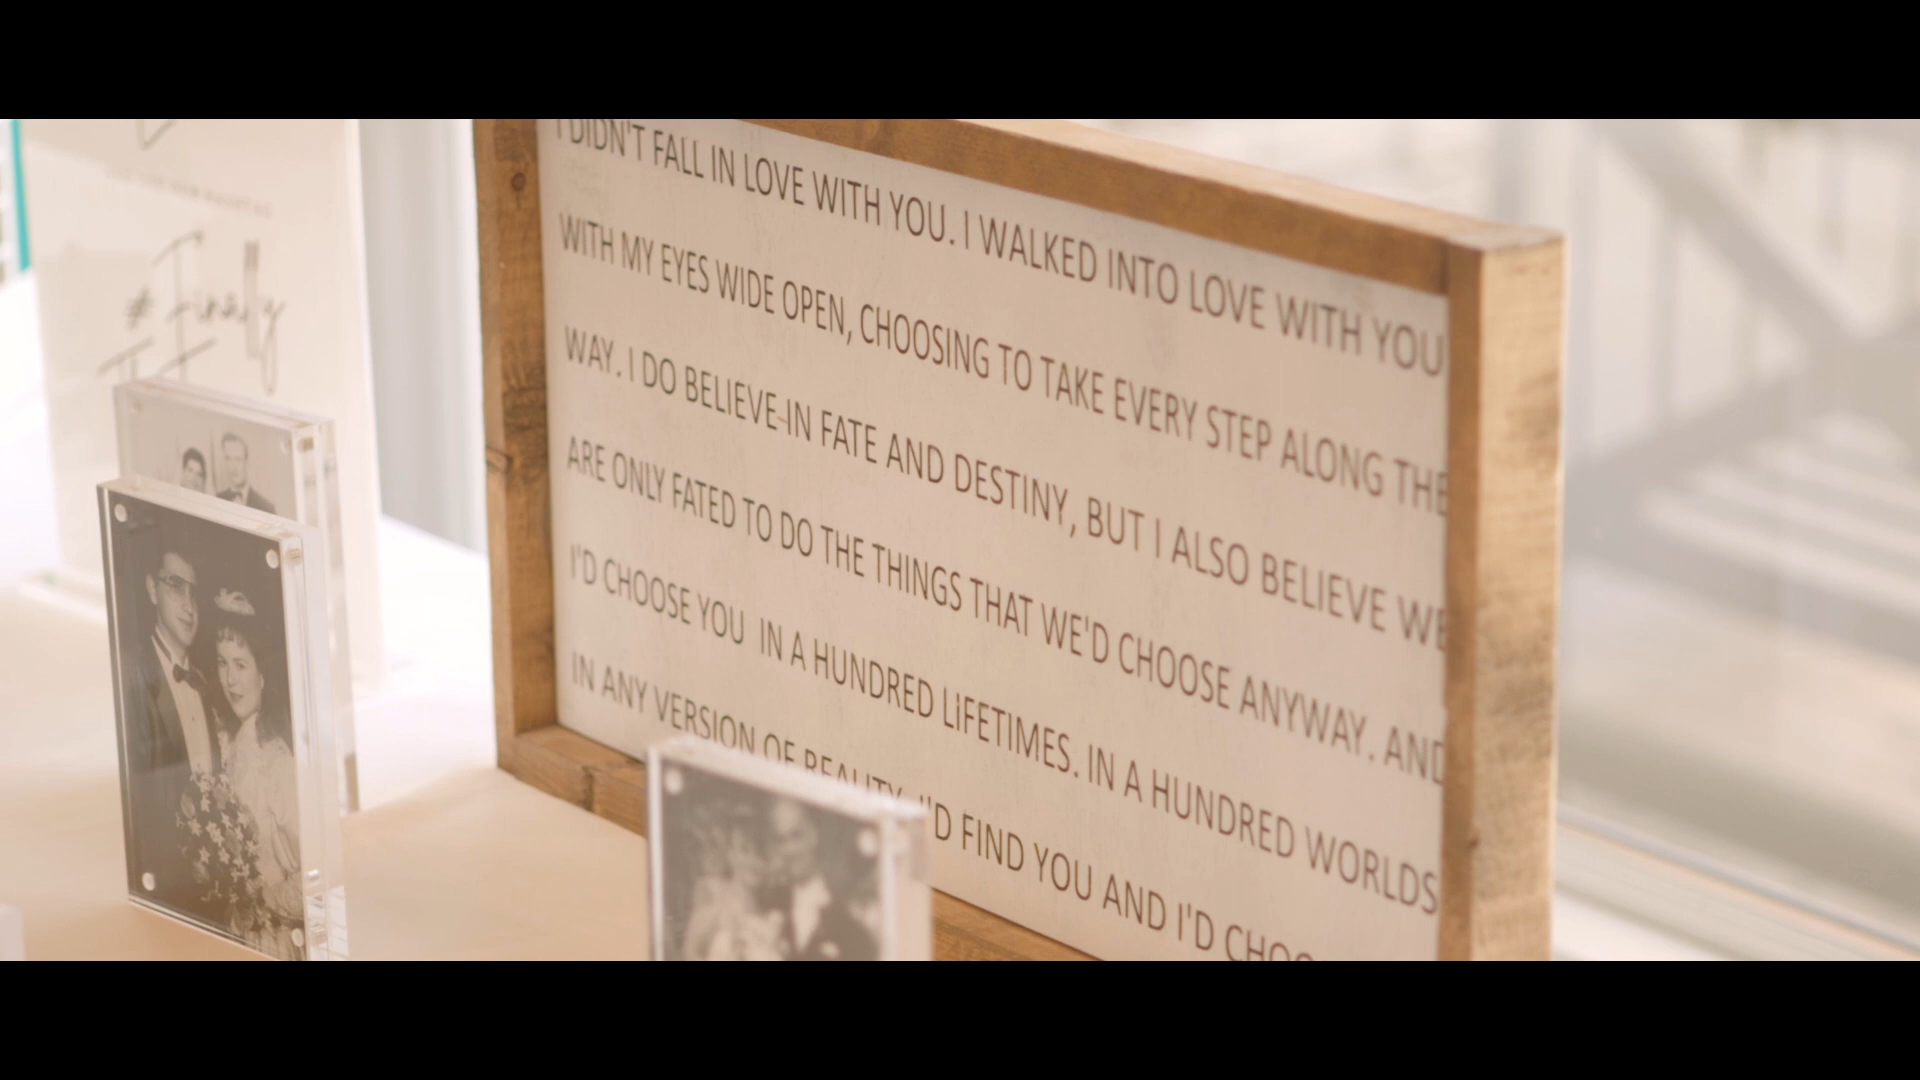 #Finally
I DIDN'T FALL IN LOVE WITH YOU. I WALKED INTO LOVE WITH YOU
WITH MY EYES WIDE OPEN, CHOOSING TO TAKE EVERY STEP ALONG THE
WAY. I DO BELIEVE IN FATE AND DESTINY, BUT I ALSO BELIEVE WE
ARE ONLY FATED TO DO THE THINGS THAT WE'D CHOOSE ANYWAY. AND
I'D CHOOSE YOU IN A HUNDRED LIFETIMES. IN A HUNDRED WORLDS
IN ANY VERSION OF REALITY I'D FIND YOU AND I'D CHOO